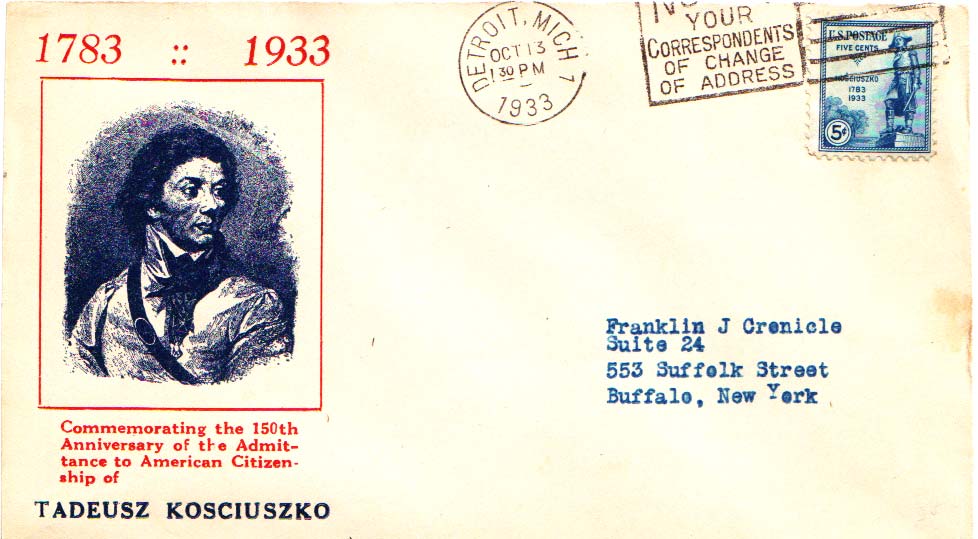 1783 :: 1933
Commemorating the 150th
Anniversary of the Admit-
tance to American Citizen-
ship of
TADEUSZ KOSCIUSZKO
DETROIT, MICH 7
OCT 13
1 30 PM
1933
YOUR
CORRESPONDENTS
OF CHANGE
OF ADDRESS
U.S. POSTAGE
FIVE CENTS
KOSCIUSZKO
1783
1933
5¢
Franklin J Crenicle
Suite 24
553 Suffolk Street
Buffalo, New York